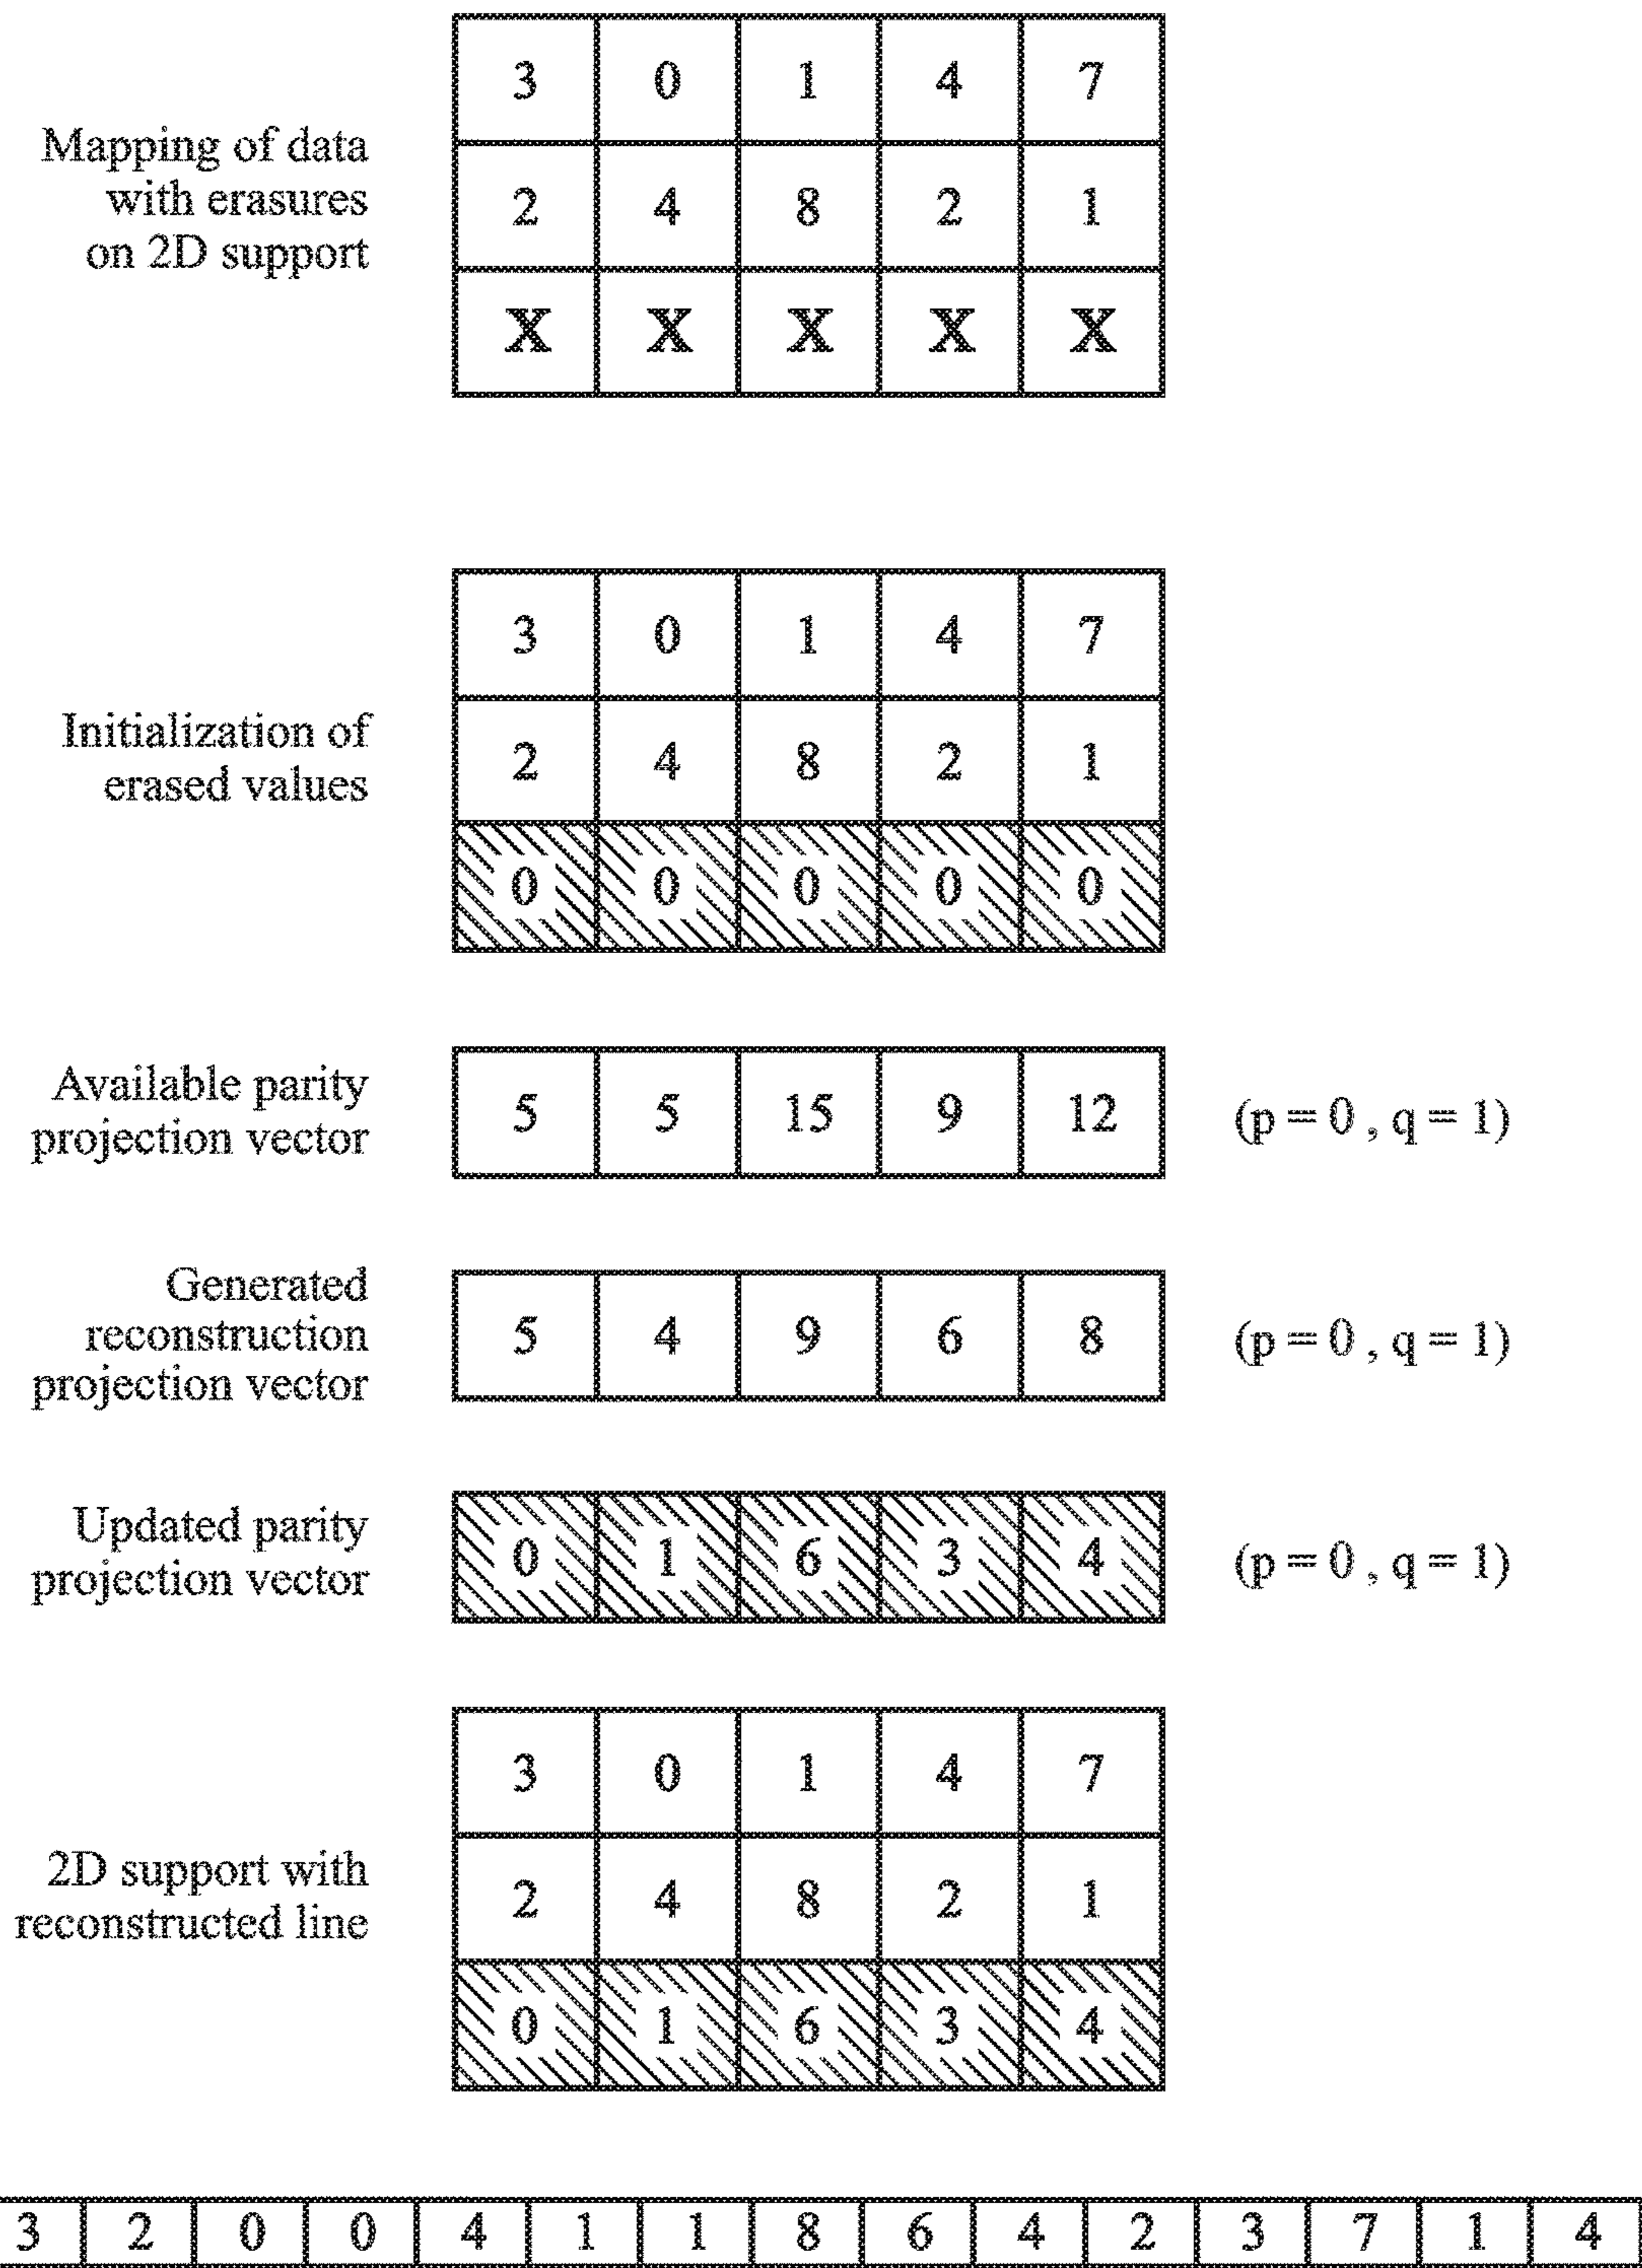 3 0 1 4 7
Mapping of data
with erasures
on 2D support
2 4 8 2 1
X X X X X
3 0 1 4 7
Initialization of
erased values
2 4 8 2 1
0 0 0 0 0
Available parity
projection vector
5 5 15 9 12 (p = 0 , q = 1)
Generated
reconstruction
projection vector
5 4 9 6 8 (p = 0 , q = 1)
Updated parity
projection vector
0 1 6 3 4 (p = 0 , q = 1)
3 0 1 4 7
2D support with
reconstructed line
2 4 8 2 1
0 1 6 3 4
3 2 0 0 4 1 1 8 6 4 2 3 7 1 4